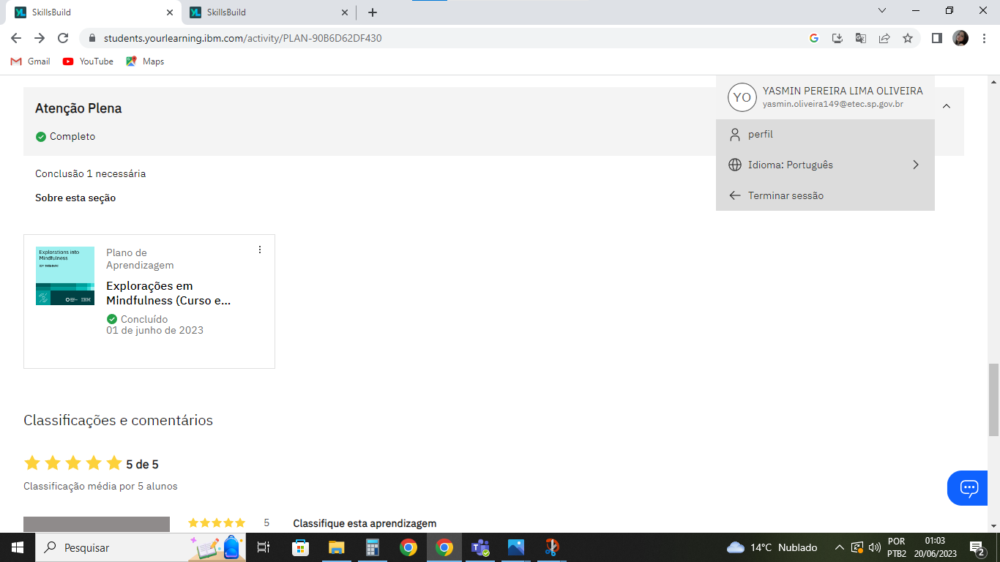 SkillsBuild
SkillsBuild
students.yourlearning.ibm.com/activity/PLAN-90B6D62DF430
Gmail
YouTube
Maps
Atenção Plena
Completo
YO
YASMIN PEREIRA LIMA OLIVEIRA
yasmin.oliveira149@etec.sp.gov.br
perfil
Idioma: Português
Terminar sessão
Conclusão 1 necessária
Sobre esta seção
Explorations into
Mindfulness
IBM
Plano de
Aprendizagem
Explorações em
Mindfulness (Curso e...
Concluído
01 de junho de 2023
Classificações e comentários
5 de 5
Classificação média por 5 alunos
5
Classifique esta aprendizagem
Pesquisar
14°C Nublado
POR
PTB2
01:03
20/06/2023
2